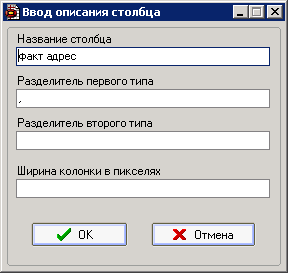 Ввод описания столбца
Название столбца
факт адрес
Разделитель первого типа
,
Разделитель второго типа
Ширина колонки в пикселях
OK
Отмена